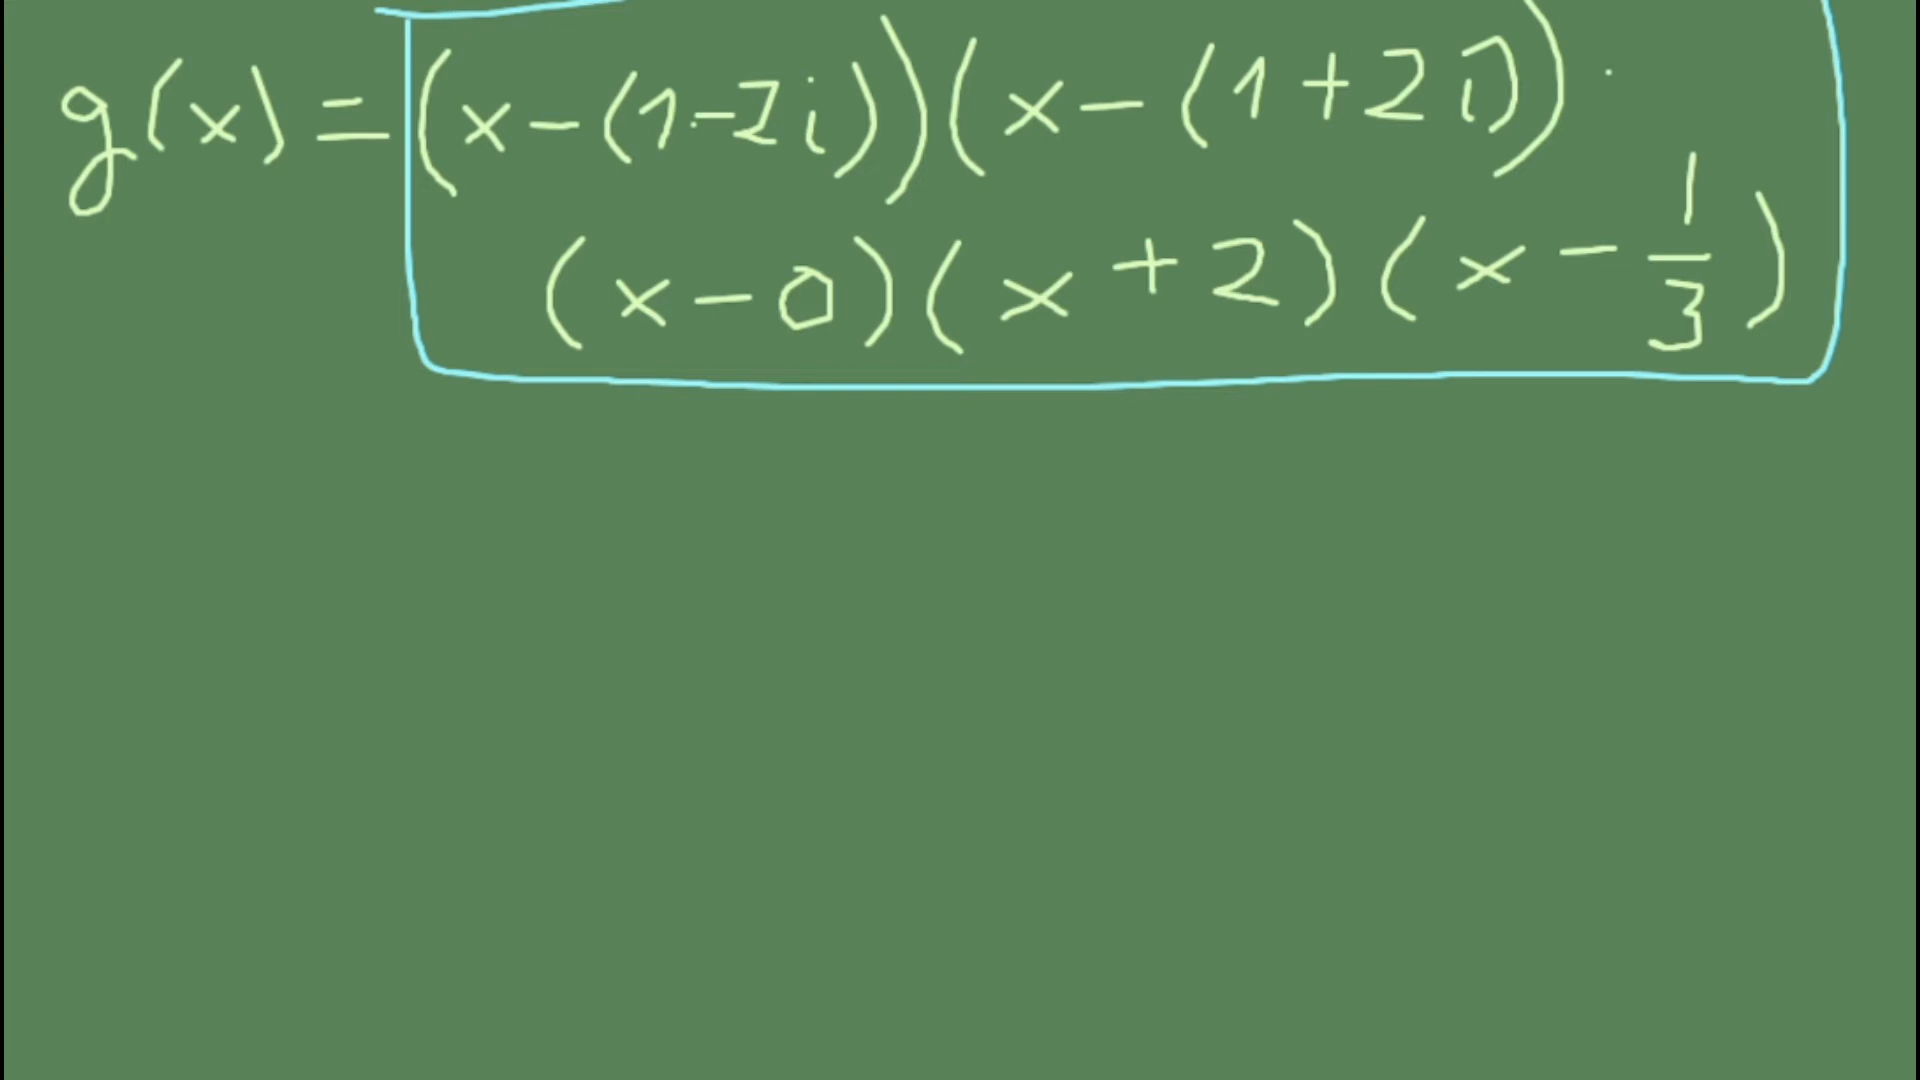 g(x) = (x - (1 - 2i))(x - (1 + 2i)) ·
(x - 0)(x + 2)(x - 1/3)